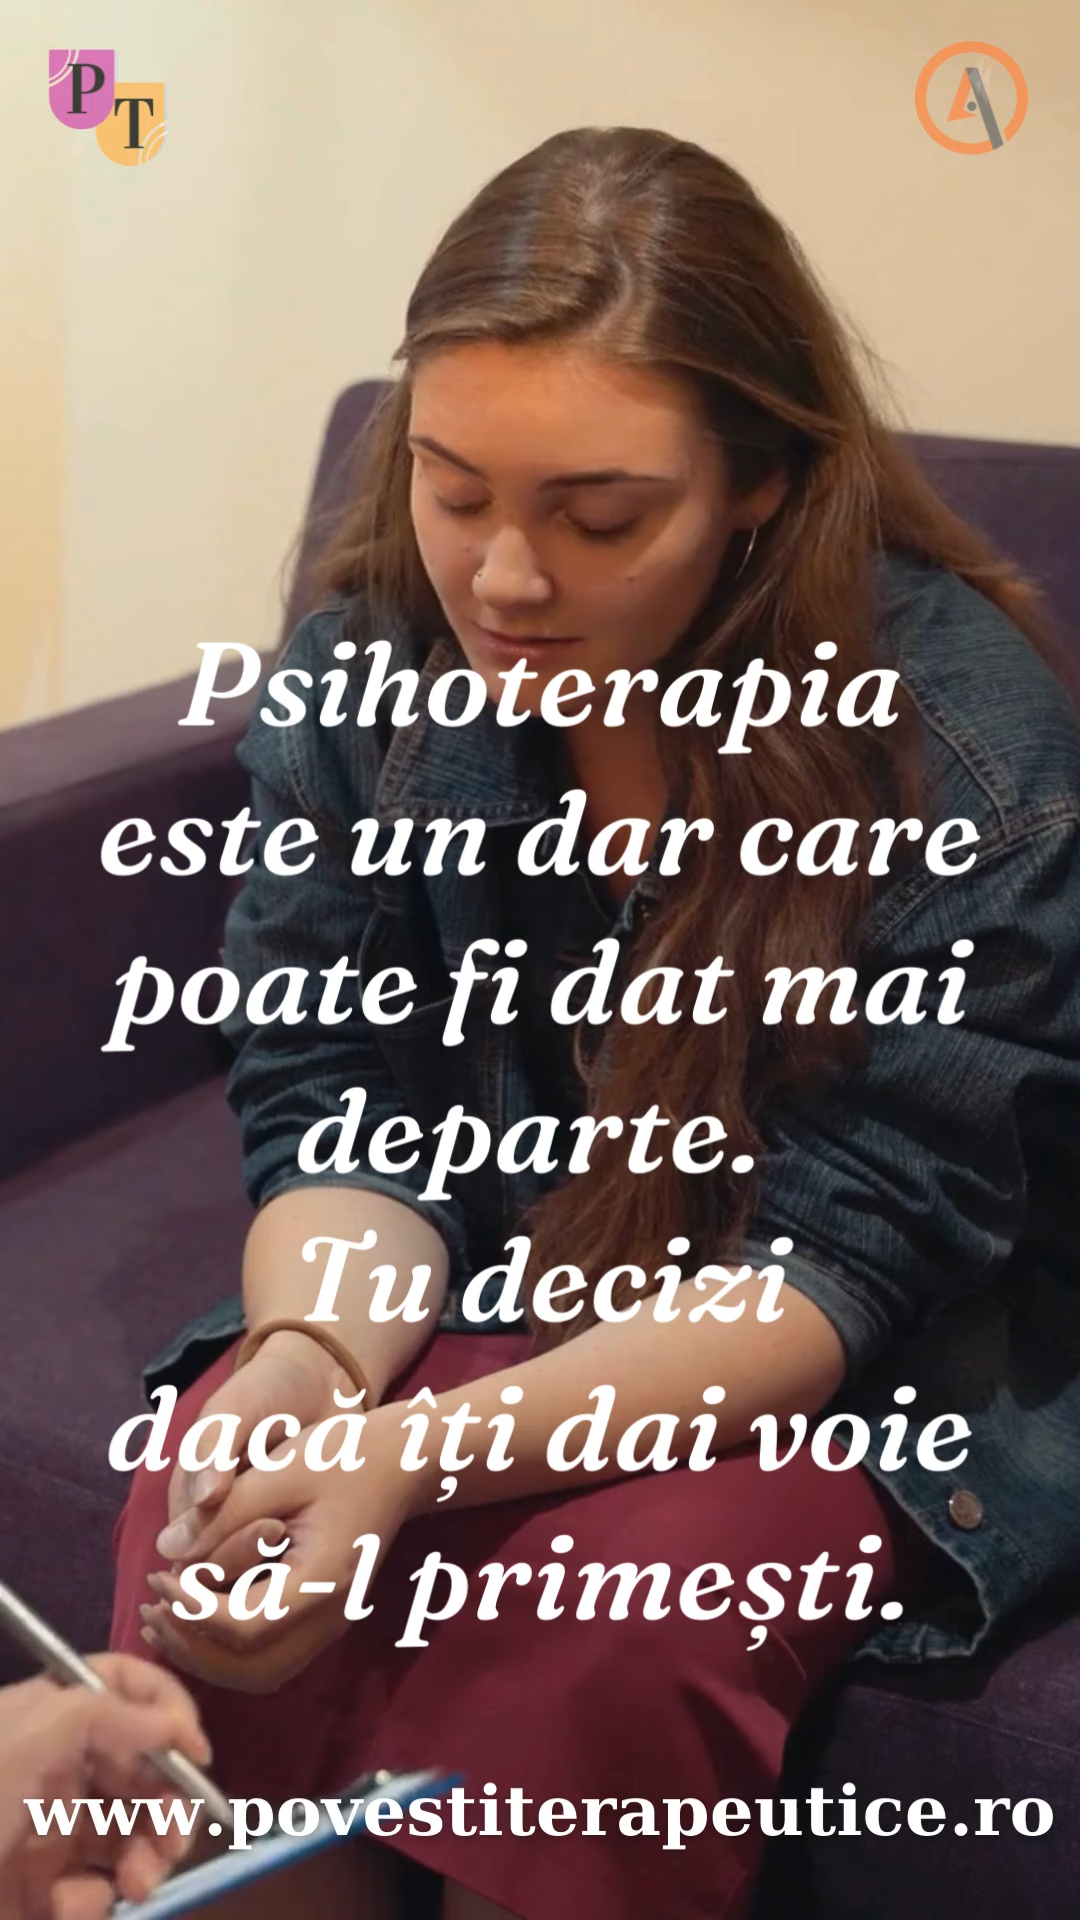 PT
A
Psihoterapia
este un dar care
poate fi dat mai
departe.
Tu decizi
dacă îți dai voie
să-l primești.
www.povestiterapeutice.ro